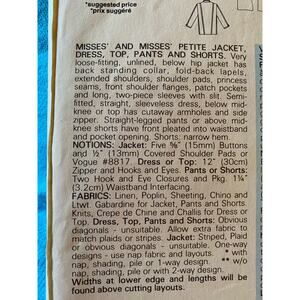 *suggested price
*prix suggéré
MISSES' AND MISSES' PETITE JACKET,
DRESS, TOP, PANTS AND SHORTS. Very
loose-fitting, unlined, below hip jacket has
back standing collar, fold-back lapels,
extended shoulders, shoulder pads, princess
seams, front shoulder flanges, patch pockets
and long, two-piece sleeves with slit. Semi-
fitted, straight, sleeveless dress, below mid-
knee or top has cutaway armholes and side
zipper. Straight-legged pants or above mid-
knee shorts have front pleated into waistband
and pocket opening. Shorts: narrow hem.
NOTIONS: Jacket: Five ⅝" (15mm) Buttons
and ½" (13mm) Covered Shoulder Pads or
Vogue #8817. Dress or Top: 12" (30cm)
Zipper and Hooks and Eyes. Pants or Shorts:
Two Hook and Eye Closures and Pkg. 1¼"
(3.2cm) Waistband Interfacing.
FABRICS: Linen, Poplin, Sheeting, Chino and
Ltwt. Gabardine for Jacket, Pants and Shorts.
Knits, Crepe de Chine and Challis for Dress or
Top. Dress, Top, Pants and Shorts: Obvious
diagonals - unsuitable. Allow extra fabric to
match plaids or stripes. Jacket: Striped, Plaid
or obvious diagonals - unsuitable. One-way
designs - use nap fabric and layouts. * with
nap, shading, pile or 1-way design. ** w/o
nap, shading, pile or with 2-way design.
Widths at lower edge and lengths will be
found above cutting layouts.